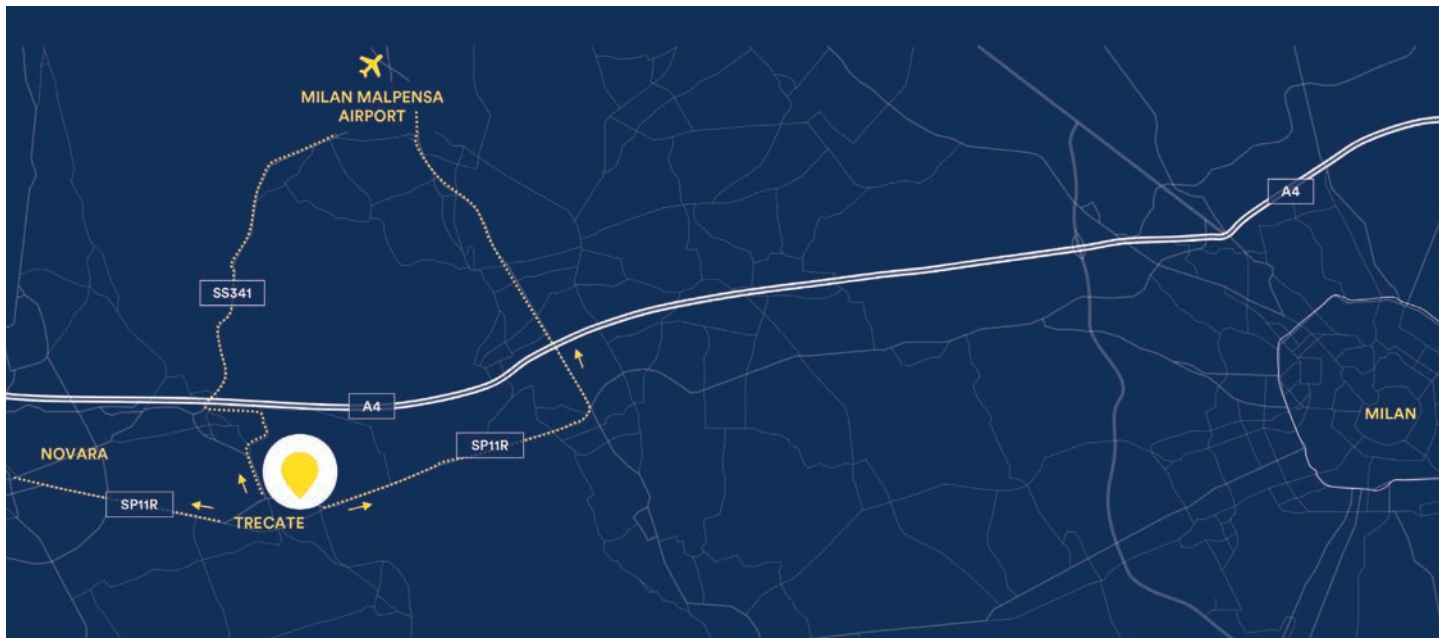 MILAN MALPENSA
AIRPORT
A4
SS341
A4
MILAN
SP11R
NOVARA
SP11R
TRECATE